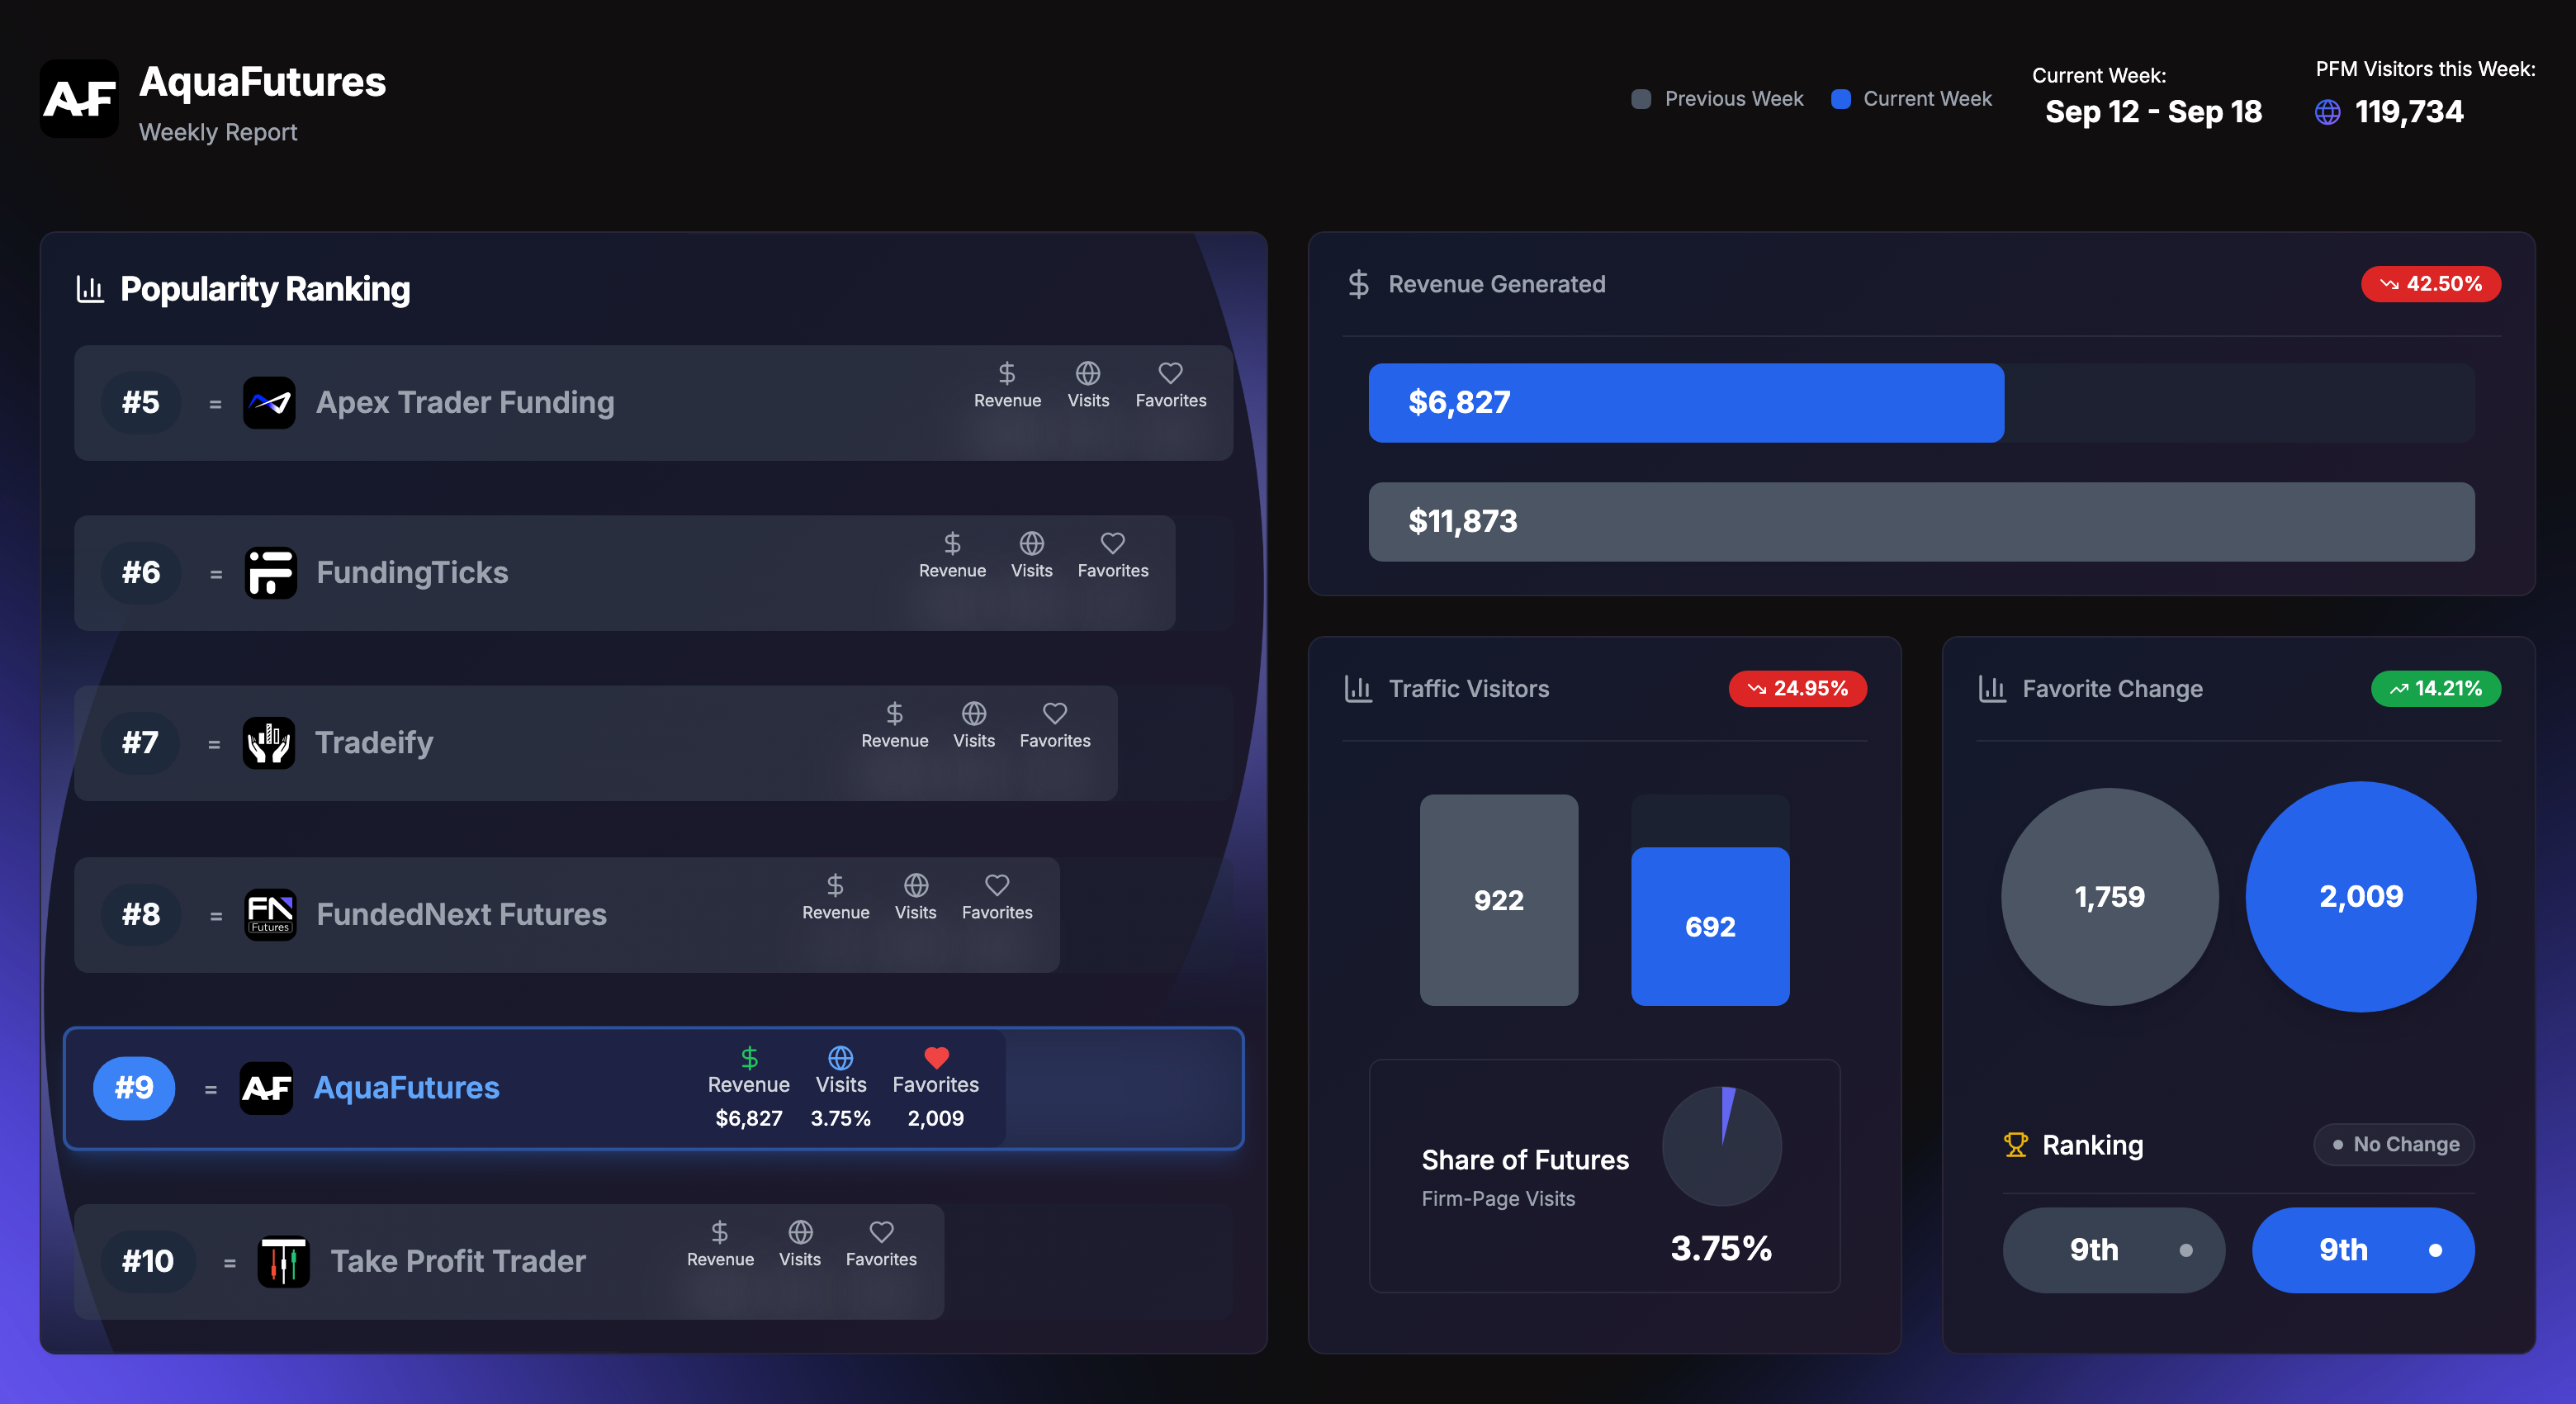 AF
AquaFutures
Weekly Report
Previous Week
Current Week
Current Week:
Sep 12 - Sep 18
PFM Visitors this Week:
119,734
Popularity Ranking
#5
=
Apex Trader Funding
Revenue
Visits
Favorites
#6
=
FundingTicks
Revenue
Visits
Favorites
#7
=
Tradeify
Revenue
Visits
Favorites
#8
=
FN
Futures
FundedNext Futures
Revenue
Visits
Favorites
#9
=
AF
AquaFutures
Revenue
Visits
Favorites
$6,827
3.75%
2,009
#10
=
Take Profit Trader
Revenue
Visits
Favorites
Revenue Generated
42.50%
$6,827
$11,873
Traffic Visitors
24.95%
922
692
Share of Futures
Firm-Page Visits
3.75%
Favorite Change
14.21%
1,759
2,009
Ranking
No Change
9th
9th